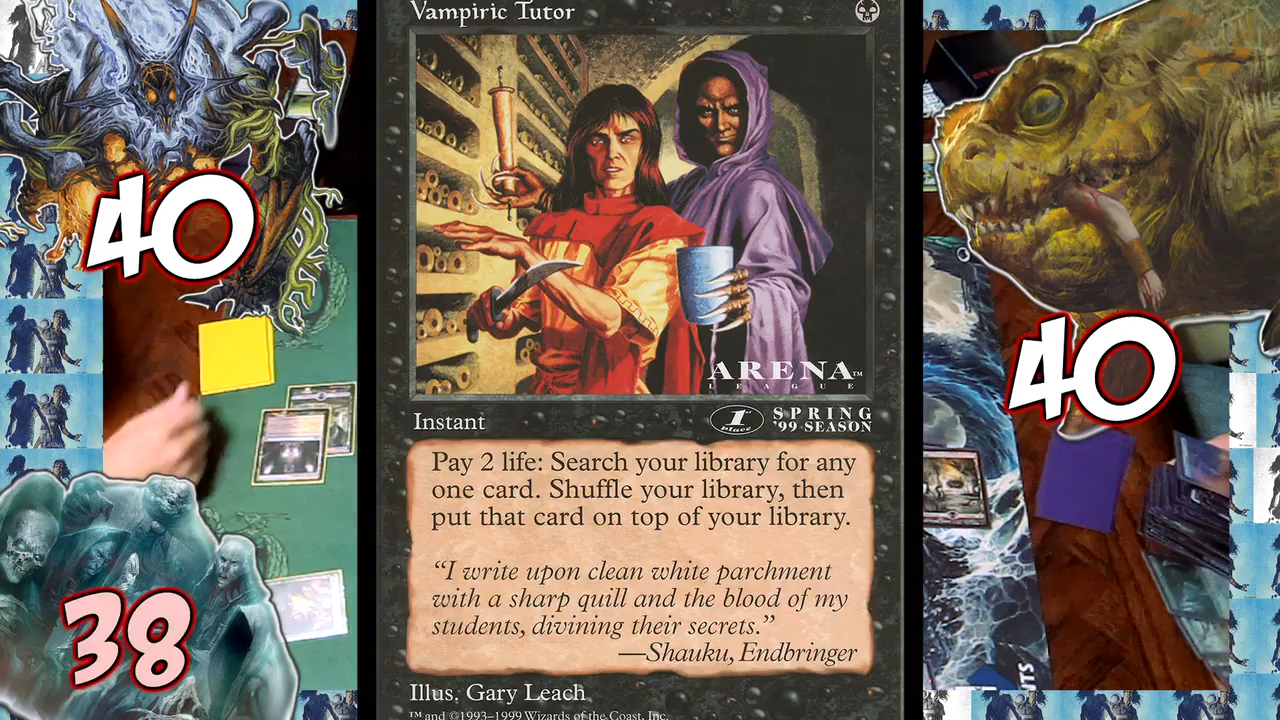 Vampiric Tutor
40
40
38
ARENA™
LEAGUE
Instant
1st
Place
SPRING
'99 SEASON
Pay 2 life: Search your library for any
one card. Shuffle your library, then
put that card on top of your library.
“I write upon clean white parchment
with a sharp quill and the blood of my
students, divining their secrets.”
—Shauku, Endbringer
Illus. Gary Leach
™ and ©1993–1999 Wizards of the Coast, Inc.